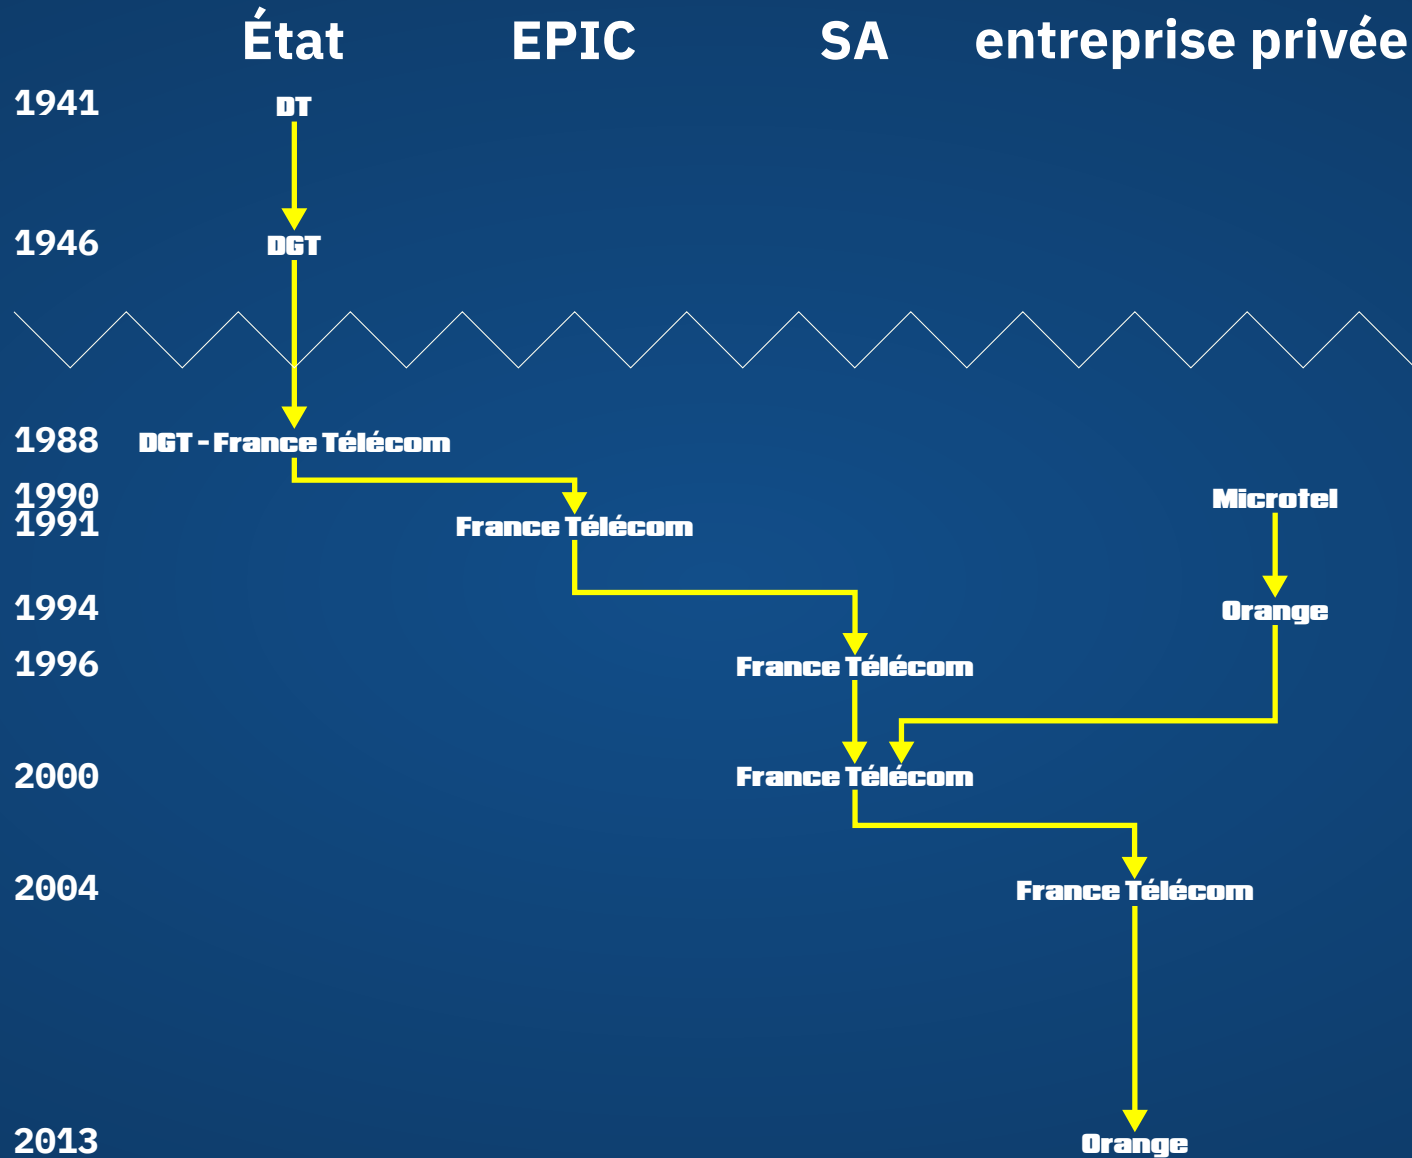 État EPIC SA entreprise privée
1941 DT
1946 DGT
1988 DGT - France Télécom
1990 Microtel
1991 France Télécom
1994 Orange
1996 France Télécom
2000 France Télécom
2004 France Télécom
2013 Orange